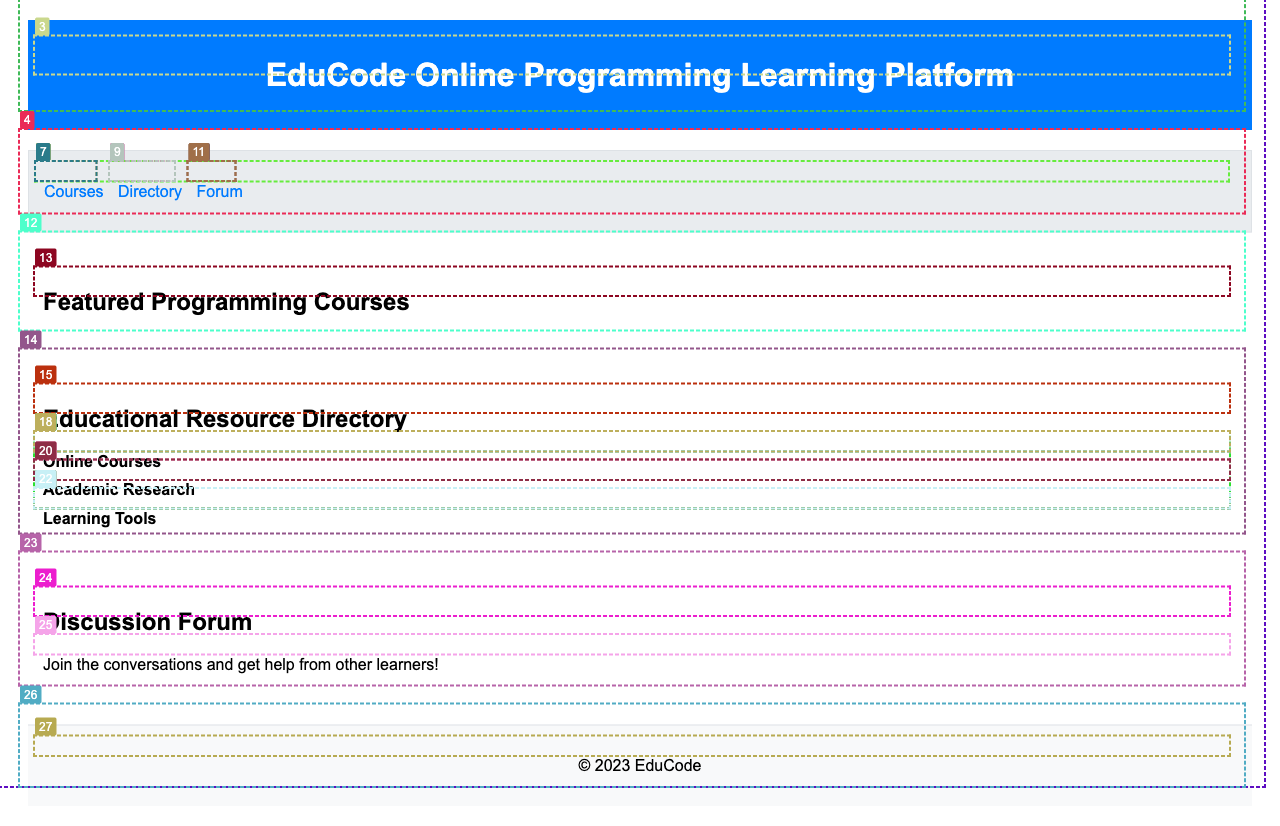 3
EduCode Online Programming Learning Platform
4
7 9 11
Courses Directory Forum
12
13
Featured Programming Courses
14
15
Educational Resource Directory
18
20
Online Courses
22
Academic Research
Learning Tools
23
24
Discussion Forum
25
Join the conversations and get help from other learners!
26
27
© 2023 EduCode